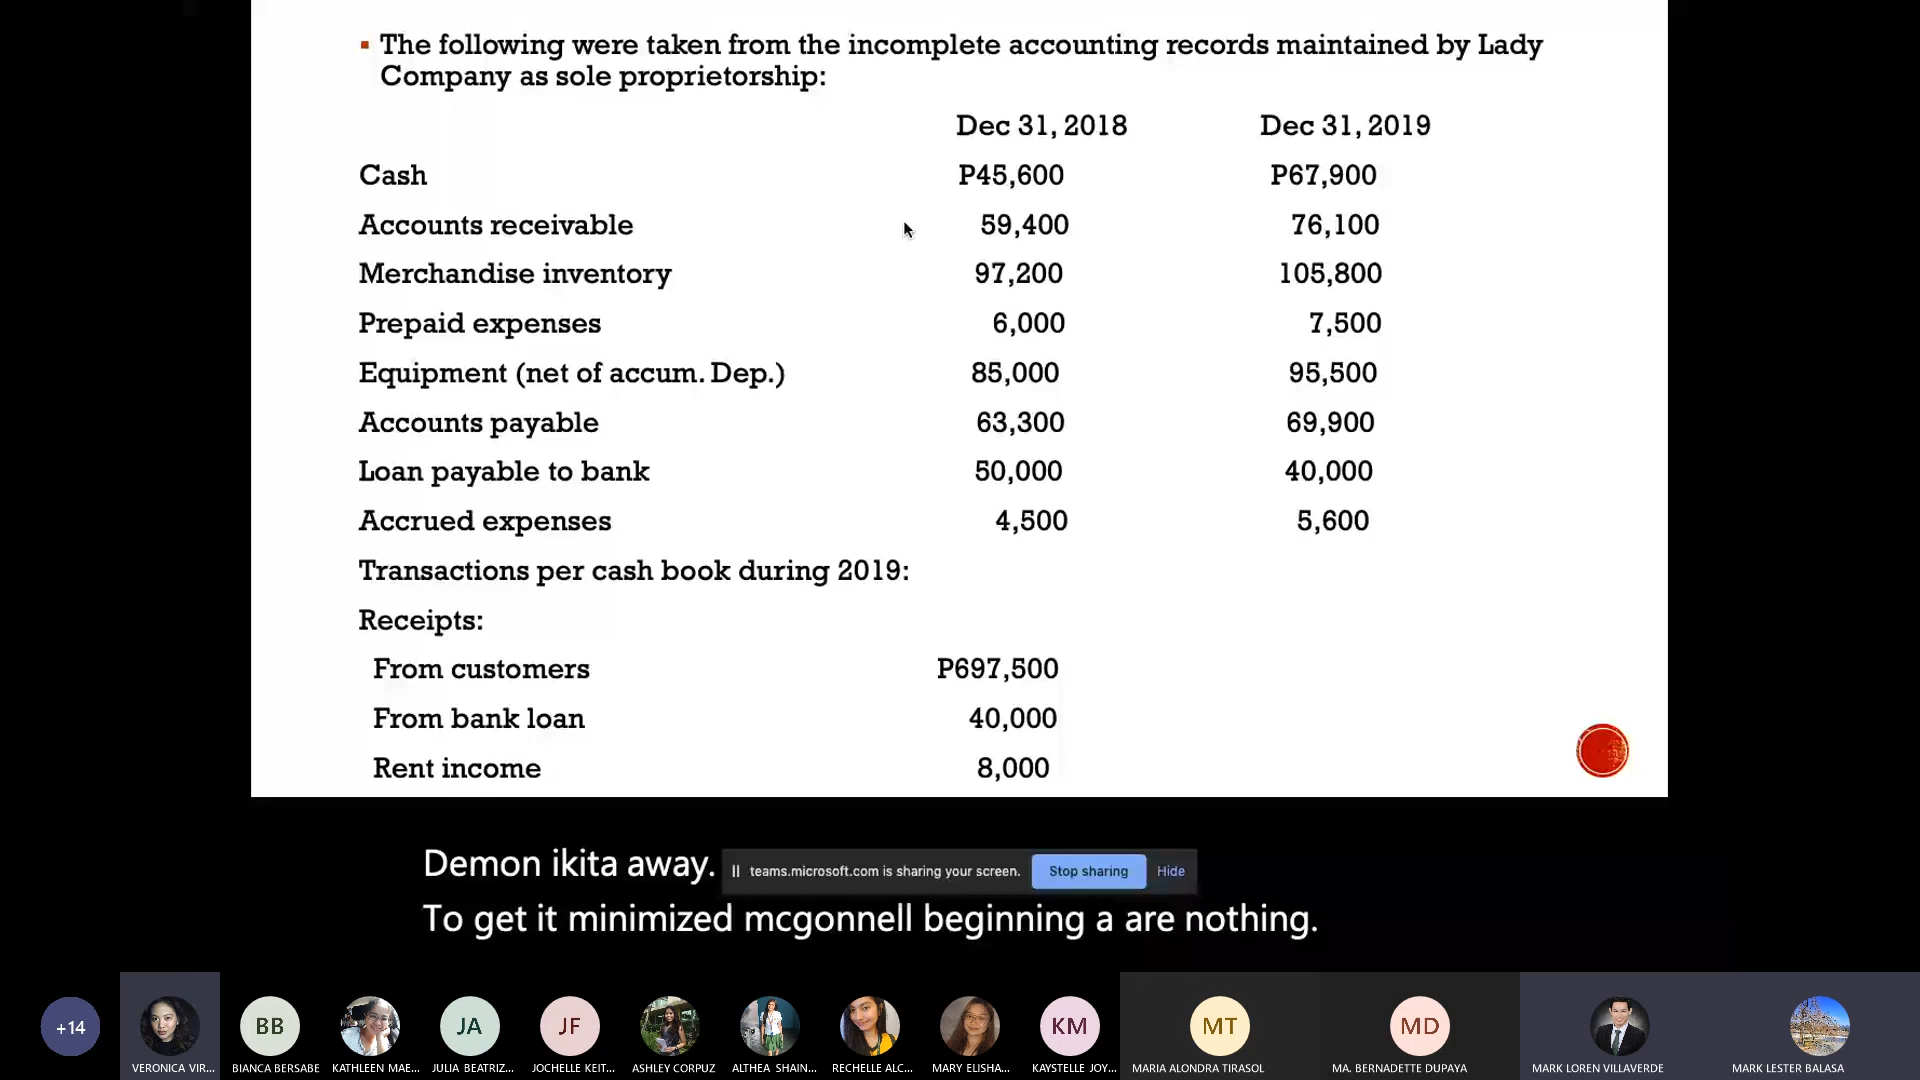 The following were taken from the incomplete accounting records maintained by Lady
Company as sole proprietorship:
Dec 31, 2018 Dec 31, 2019
Cash P45,600 P67,900
Accounts receivable 59,400 76,100
Merchandise inventory 97,200 105,800
Prepaid expenses 6,000 7,500
Equipment (net of accum. Dep.) 85,000 95,500
Accounts payable 63,300 69,900
Loan payable to bank 50,000 40,000
Accrued expenses 4,500 5,600
Transactions per cash book during 2019:
Receipts:
From customers P697,500
From bank loan 40,000
Rent income 8,000
Demon ikita away.
teams.microsoft.com is sharing your screen. Stop sharing Hide
To get it minimized mcgonnell beginning a are nothing.
+14 BB JA JF KM MT MD
VERONICA VIR... BIANCA BERSABE KATHLEEN MAE... JULIA BEATRIZ... JOCHELLE KEIT... ASHLEY CORPUZ ALTHEA SHAIN... RECHELLE ALC... MARY ELISHA... KAYSTELLE JOY... MARIA ALONDRA TIRASOL MA. BERNADETTE DUPAYA MARK LOREN VILLAVERDE MARK LESTER BALASA